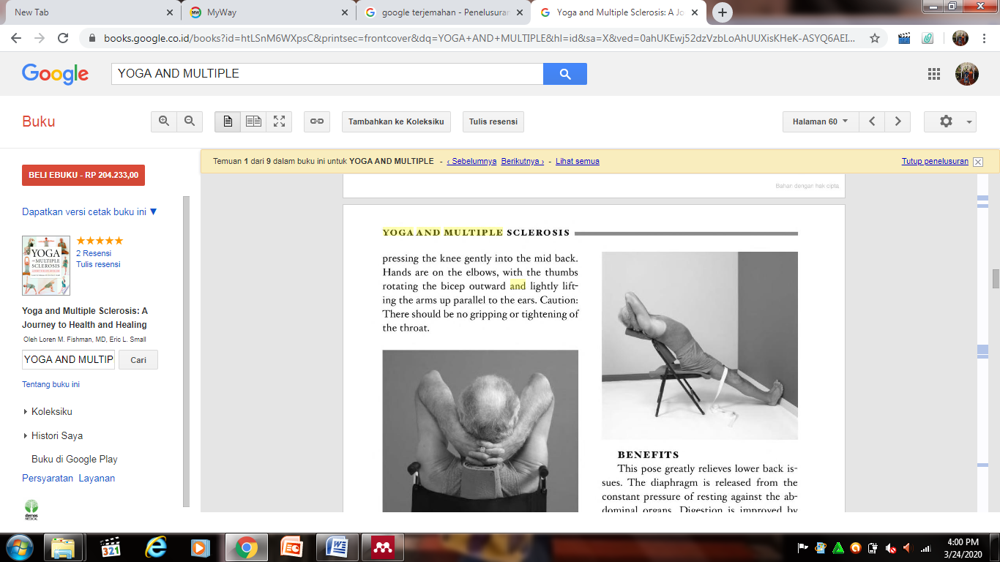 New Tab
MyWay
google terjemahan - Penelusuran
Yoga and Multiple Sclerosis: A Jo
books.google.co.id/books?id=htLSnM6WXpsC&printsec=frontcover&dq=YOGA+AND+MULTIPLE&hl=id&sa=X&ved=0ahUKEwj52dzVzbLoAhUUXisKHeK-ASYQ6AEI...
Google
YOGA AND MULTIPLE
Buku
Tambahkan ke Koleksiku
Tulis resensi
Halaman 60
BELI EBUKU - RP 204.233,00
Temuan 1 dari 9 dalam buku ini untuk YOGA AND MULTIPLE - ‹ Sebelumnya Berikutnya › - Lihat semua
Tutup penelusuran
Dapatkan versi cetak buku ini ▼
YOGA
AND MULTIPLE
SCLEROSIS
2 Resensi
Tulis resensi
Yoga and Multiple Sclerosis: A
Journey to Health and Healing
Oleh Loren M. Fishman, MD, Eric L. Small
YOGA AND MULTIP
Cari
Tentang buku ini
Koleksiku
Histori Saya
Buku di Google Play
Persyaratan Layanan
demos
MEDICAL
Bahan dengan hak cipta
YOGA AND MULTIPLE SCLEROSIS
pressing the knee gently into the mid back.
Hands are on the elbows, with the thumbs
rotating the bicep outward and lightly lift-
ing the arms up parallel to the ears. Caution:
There should be no gripping or tightening of
the throat.
BENEFITS
This pose greatly relieves lower back is-
sues. The diaphragm is released from the
constant pressure of resting against the ab-
dominal organs. Digestion is improved by
321
4:00 PM
3/24/2020